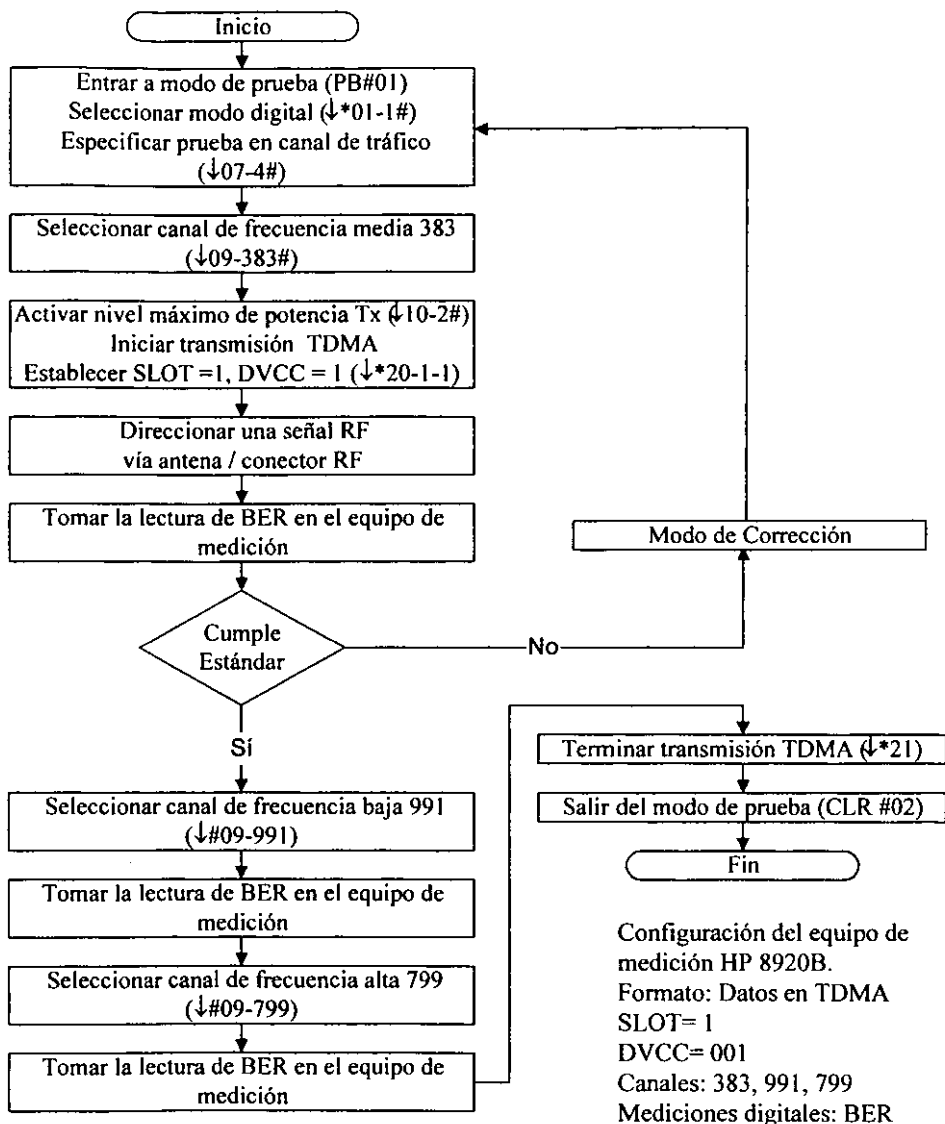 Inicio
Entrar a modo de prueba (PB#01)
Seleccionar modo digital (↓*01-1#)
Especificar prueba en canal de tráfico
(↓07-4#)
Seleccionar canal de frecuencia media 383
(↓09-383#)
Activar nivel máximo de potencia Tx (↓10-2#)
Iniciar transmisión TDMA
Establecer SLOT =1, DVCC = 1 (↓*20-1-1)
Direccionar una señal RF
vía antena / conector RF
Tomar la lectura de BER en el equipo de
medición
Modo de Corrección
Cumple
Estándar
No
Sí
Seleccionar canal de frecuencia baja 991
(↓#09-991)
Tomar la lectura de BER en el equipo de
medición
Seleccionar canal de frecuencia alta 799
(↓#09-799)
Tomar la lectura de BER en el equipo de
medición
Terminar transmisión TDMA (↓*21)
Salir del modo de prueba (CLR #02)
Fin
Configuración del equipo de
medición HP 8920B.
Formato: Datos en TDMA
SLOT= 1
DVCC= 001
Canales: 383, 991, 799
Mediciones digitales: BER